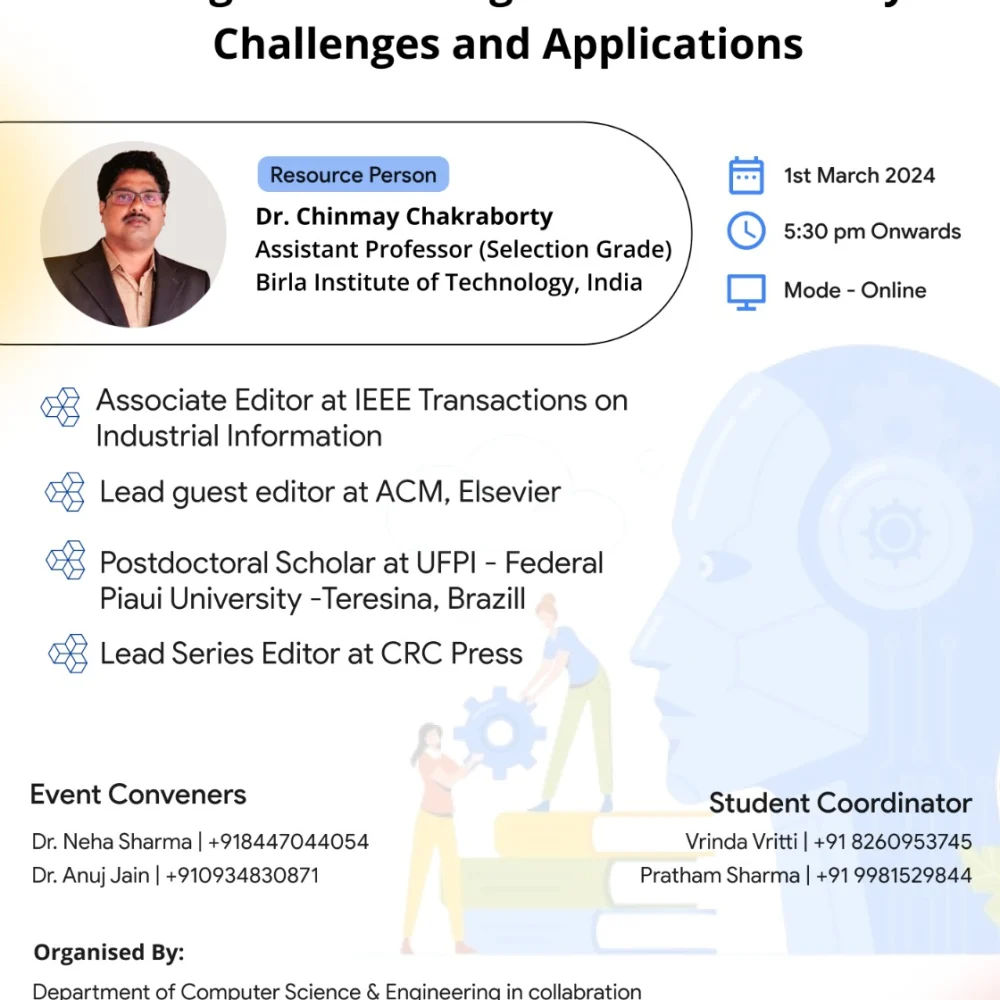 Challenges and Applications
Resource Person
Dr. Chinmay Chakraborty
Assistant Professor (Selection Grade)
Birla Institute of Technology, India
1st March 2024
5:30 pm Onwards
Mode - Online
Associate Editor at IEEE Transactions on
Industrial Information
Lead guest editor at ACM, Elsevier
Postdoctoral Scholar at UFPI - Federal
Piaui University -Teresina, Brazill
Lead Series Editor at CRC Press
Event Conveners
Dr. Neha Sharma | +918447044054
Dr. Anuj Jain | +910934830871
Student Coordinator
Vrinda Vritti | +91 8260953745
Pratham Sharma | +91 9981529844
Organised By:
Department of Computer Science & Engineering in collabration